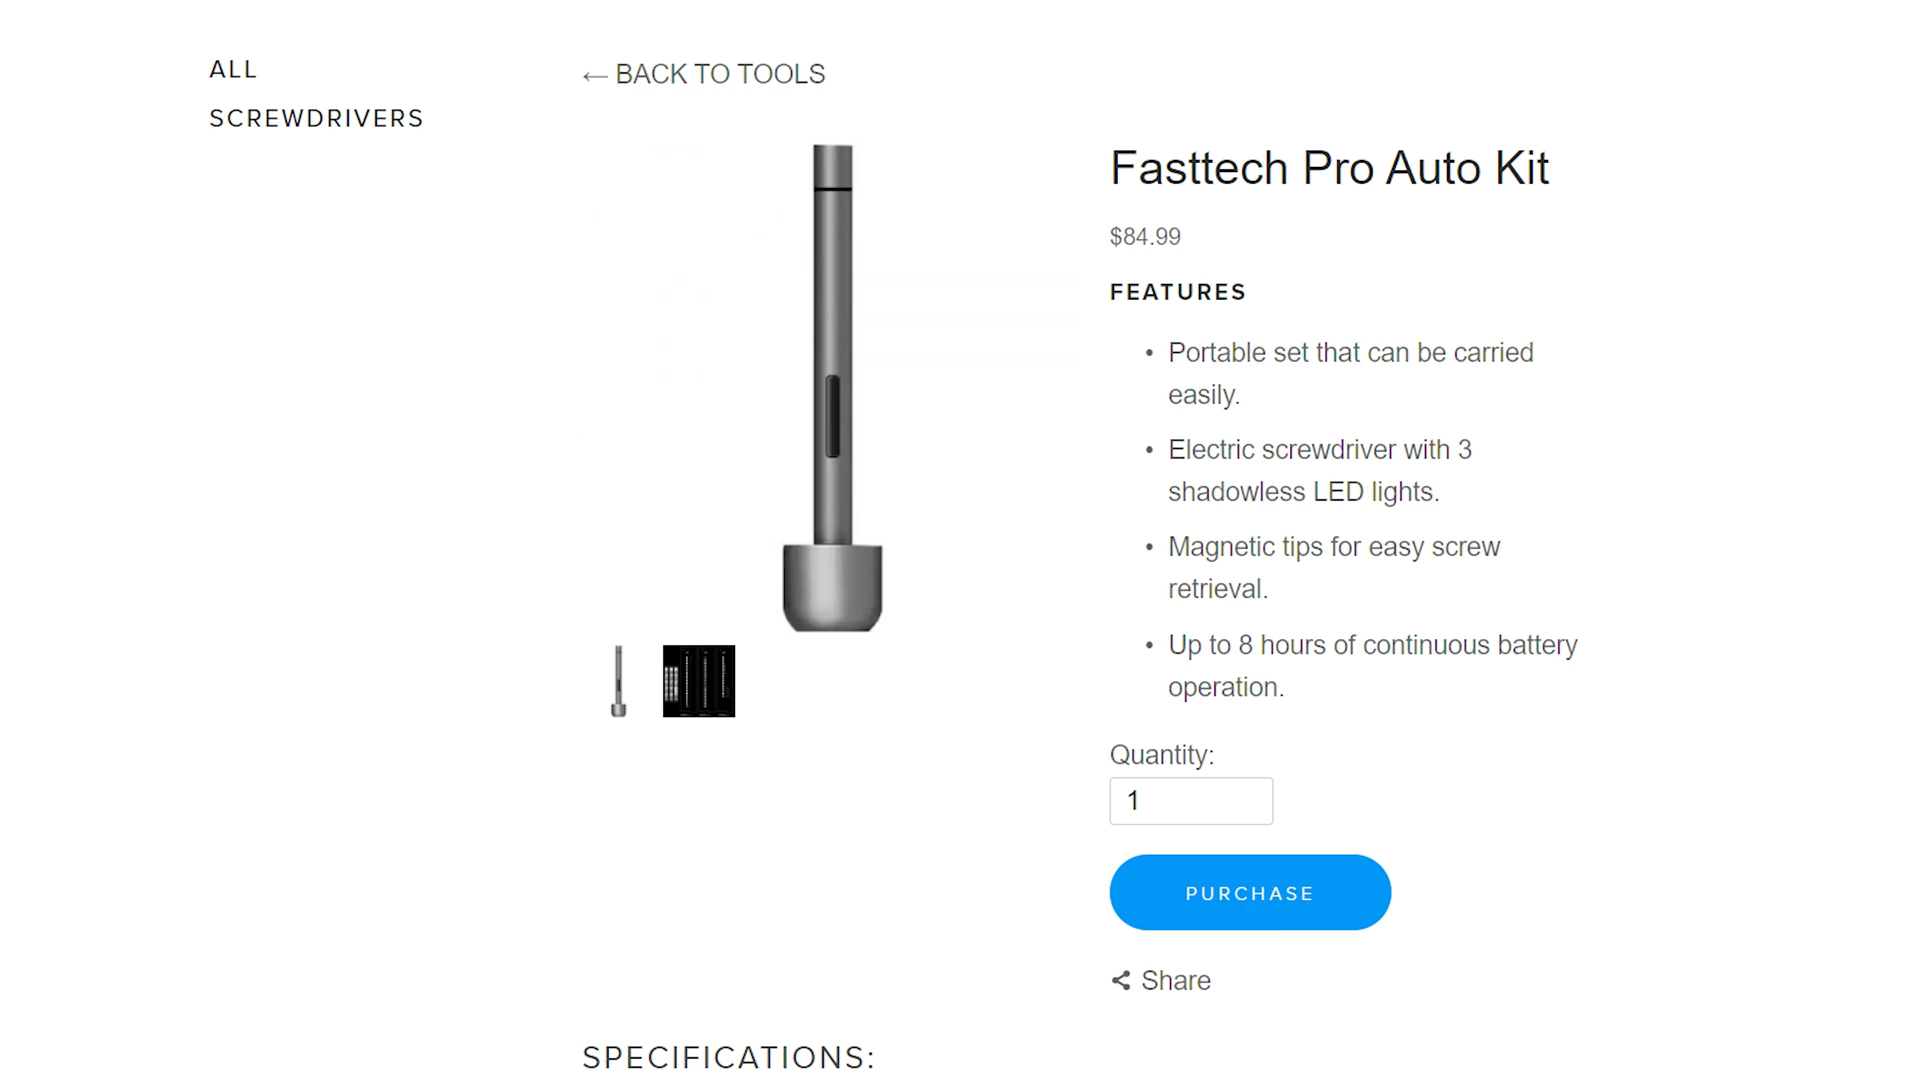 ALL
SCREWDRIVERS
← BACK TO TOOLS
Fasttech Pro Auto Kit
$84.99
FEATURES
• Portable set that can be carried
easily.
• Electric screwdriver with 3
shadowless LED lights.
• Magnetic tips for easy screw
retrieval.
• Up to 8 hours of continuous battery
operation.
Quantity:
1
PURCHASE
Share
SPECIFICATIONS: